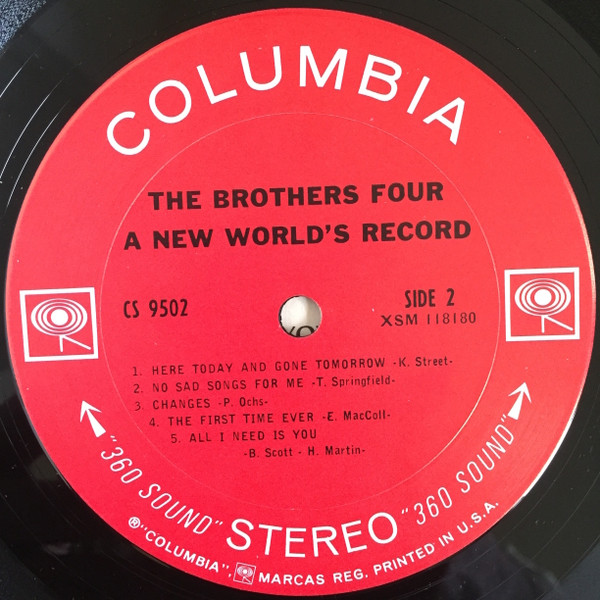 COLUMBIA
THE BROTHERS FOUR
A NEW WORLD'S RECORD
CS 9502
SIDE 2
XSM 118180
1. HERE TODAY AND GONE TOMORROW -K. Street-
2. NO SAD SONGS FOR ME -T. Springfield-
3. CHANGES -P. Ochs-
4. THE FIRST TIME EVER -E. MacColl-
5. ALL I NEED IS YOU
-B. Scott - H. Martin-
"360 SOUND" STEREO "360 SOUND"
®"COLUMBIA", MARCAS REG. PRINTED IN U.S.A.